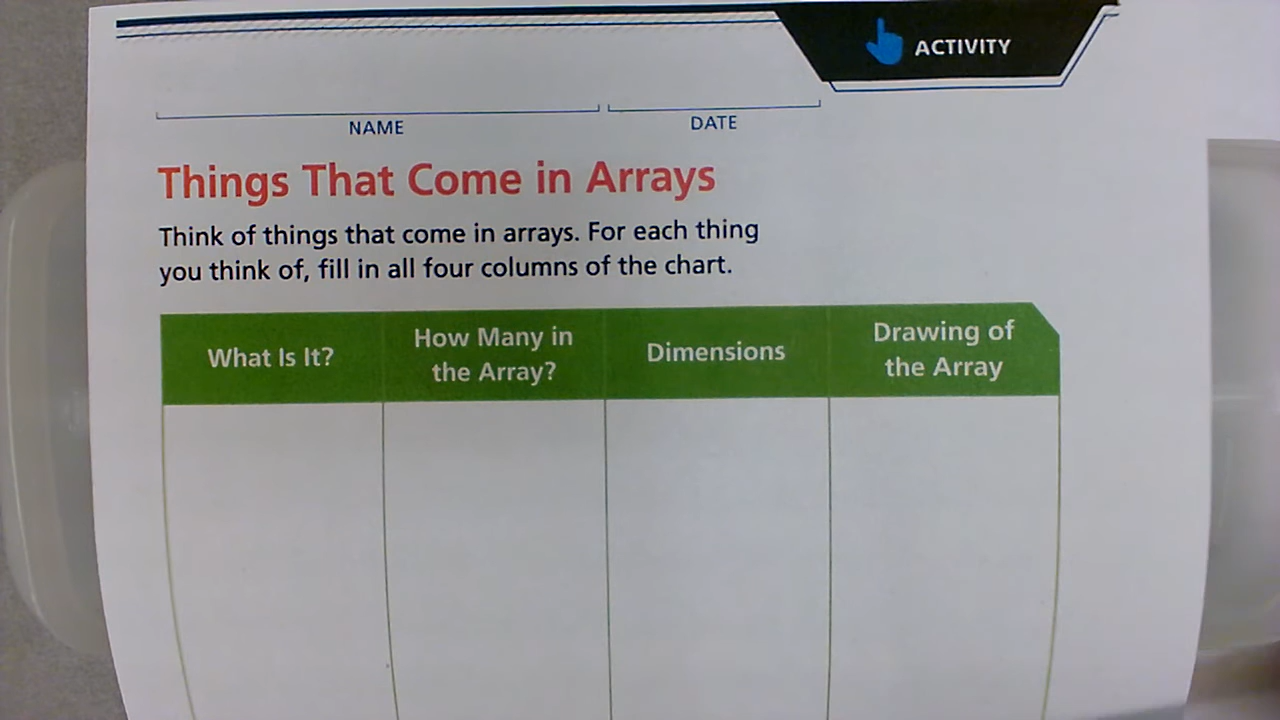 ACTIVITY
NAME
DATE
Things That Come in Arrays
Think of things that come in arrays. For each thing
you think of, fill in all four columns of the chart.
What Is It?
How Many in
the Array?
Dimensions
Drawing of
the Array